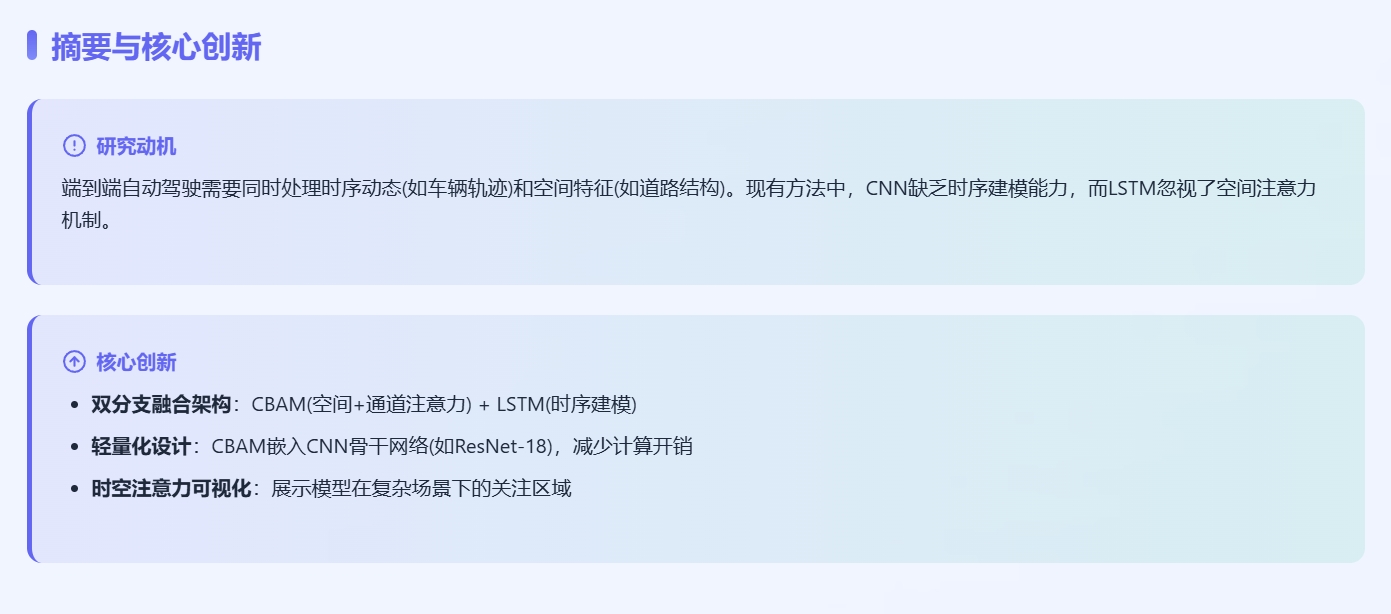 摘要与核心创新
研究动机
端到端自动驾驶需要同时处理时序动态(如车辆轨迹)和空间特征(如道路结构)。现有方法中，CNN缺乏时序建模能力，而LSTM忽视了空间注意力
机制。
核心创新
• 双分支融合架构：CBAM(空间+通道注意力) + LSTM(时序建模)
• 轻量化设计：CBAM嵌入CNN骨干网络(如ResNet-18)，减少计算开销
• 时空注意力可视化：展示模型在复杂场景下的关注区域